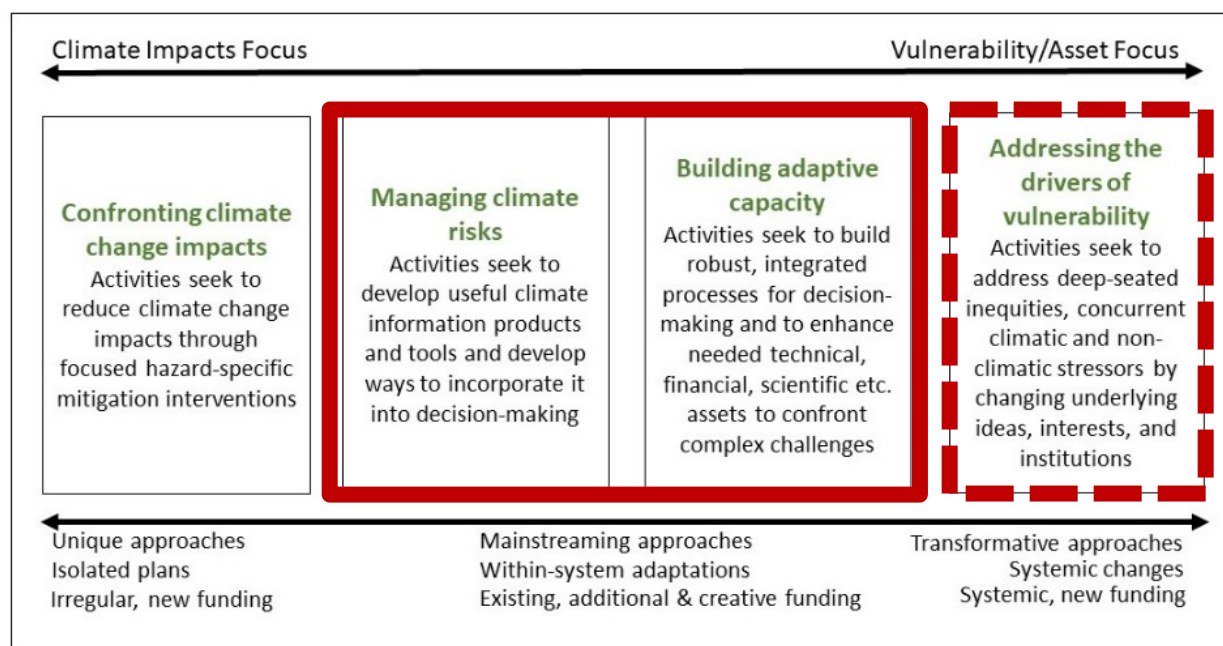 Climate Impacts Focus
Vulnerability/Asset Focus
Confronting climate
change impacts
Activities seek to
reduce climate change
impacts through
focused hazard-specific
mitigation interventions
Managing climate
risks
Activities seek to
develop useful climate
information products
and tools and develop
ways to incorporate it
into decision-making
Building adaptive
capacity
Activities seek to build
robust, integrated
processes for decision-
making and to enhance
needed technical,
financial, scientific etc.
assets to confront
complex challenges
Addressing the
drivers of
vulnerability
Activities seek to
address deep-seated
inequities, concurrent
climatic and non-
climatic stressors by
changing underlying
ideas, interests, and
institutions
Unique approaches
Isolated plans
Irregular, new funding
Mainstreaming approaches
Within-system adaptations
Existing, additional & creative funding
Transformative approaches
Systemic changes
Systemic, new funding